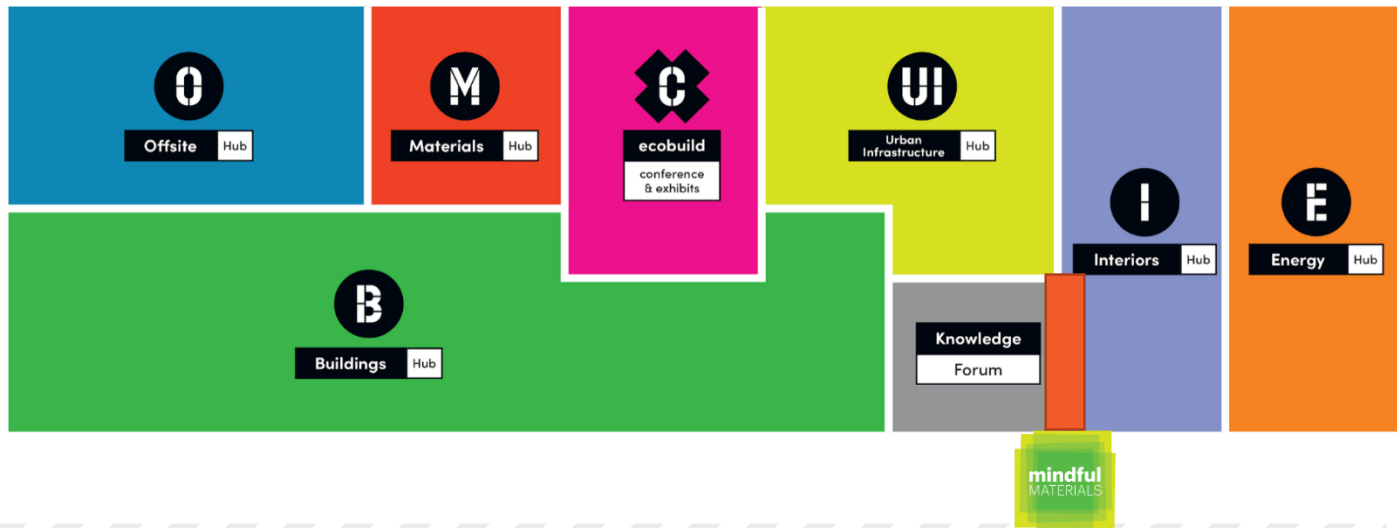 O
Offsite Hub
M
Materials Hub
C
ecobuild
conference
& exhibits
UI
Urban
Infrastructure Hub
I
Interiors Hub
E
Energy Hub
B
Buildings Hub
Knowledge
Forum
mindful
MATERIALS